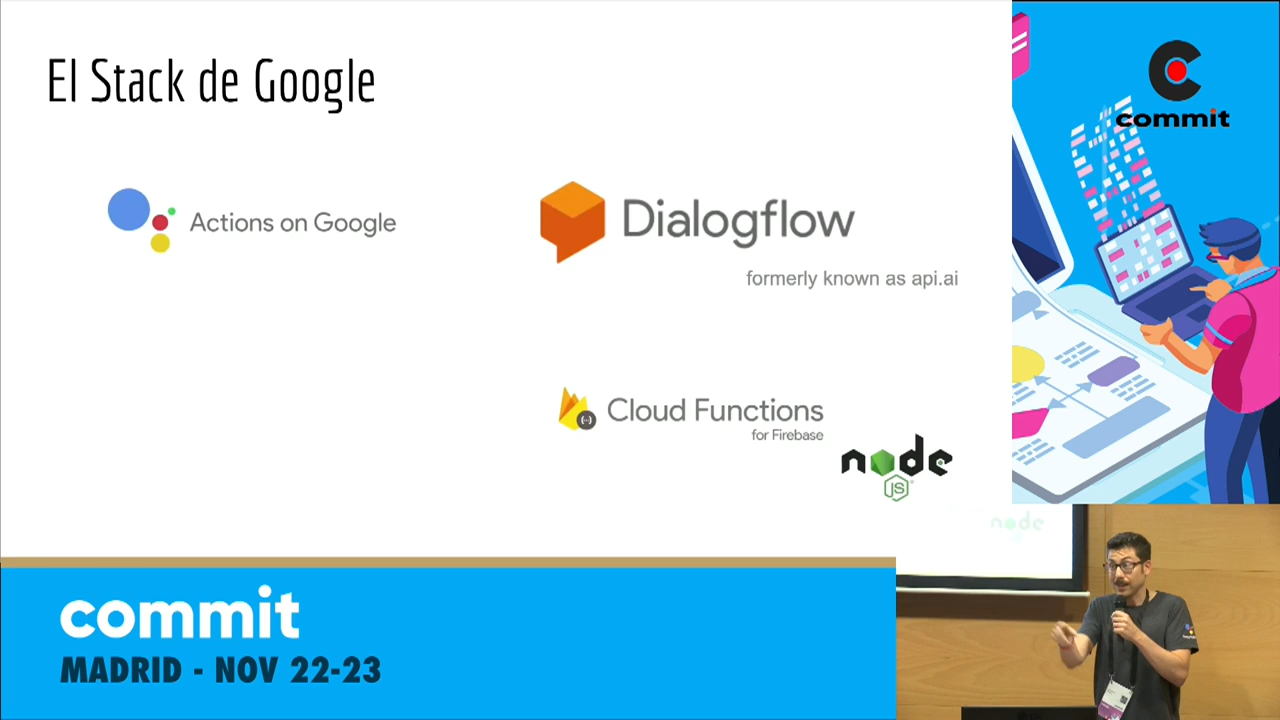 El Stack de Google
Actions on Google
Dialogflow
formerly known as api.ai
Cloud Functions
for Firebase
node
JS
commit
node
commit
MADRID - NOV 22-23